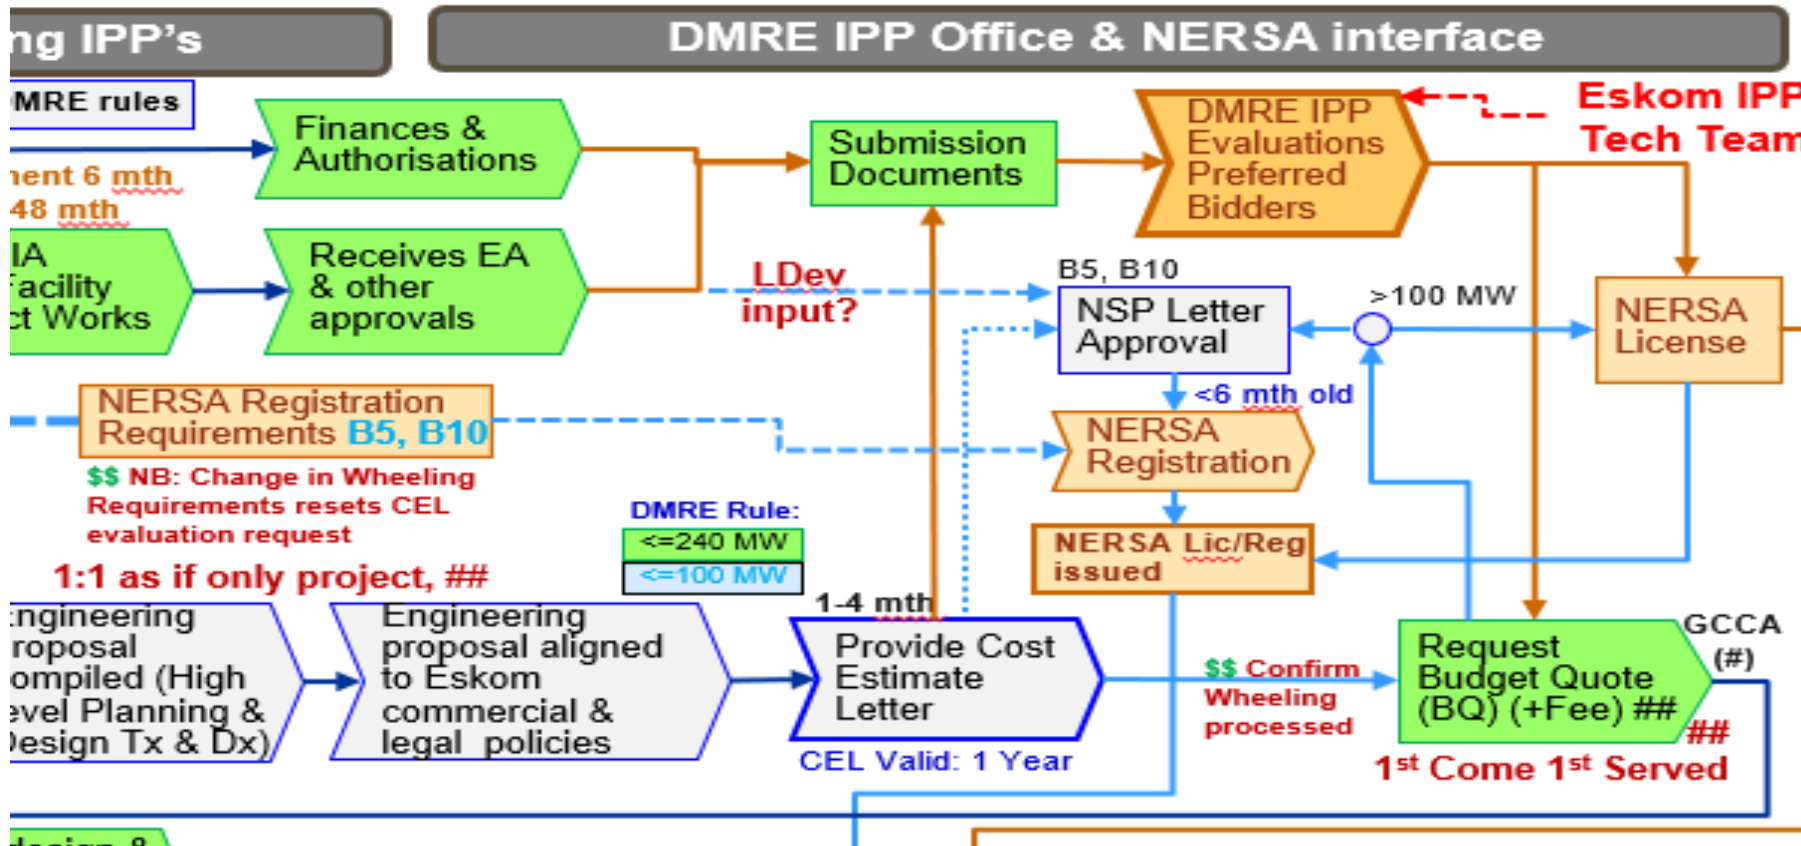 ng IPP's
DMRE IPP Office & NERSA interface
MRE rules
Finances &
Authorisations
Submission
Documents
DMRE IPP
Evaluations
Preferred
Bidders
Eskom IPP
Tech Team
nent 6 mth
48 mth
IA
Facility
ct Works
Receives EA
& other
approvals
LDev
input?
B5, B10
NSP Letter
Approval
>100 MW
NERSA
License
<6 mth old
NERSA Registration
Requirements B5, B10
NERSA
Registration
$$ NB: Change in Wheeling
Requirements resets CEL
evaluation request
DMRE Rule:
<=240 MW
<=100 MW
NERSA Lic/Reg
issued
1:1 as if only project, ##
ngineering
roposal
ompiled (High
evel Planning &
Design Tx & Dx)
Engineering
proposal aligned
to Eskom
commercial &
legal policies
1-4 mth
Provide Cost
Estimate
Letter
CEL Valid: 1 Year
$$ Confirm
Wheeling
processed
Request
Budget Quote
(BQ) (+Fee) ##
GCCA
(#)
##
1st Come 1st Served
design &